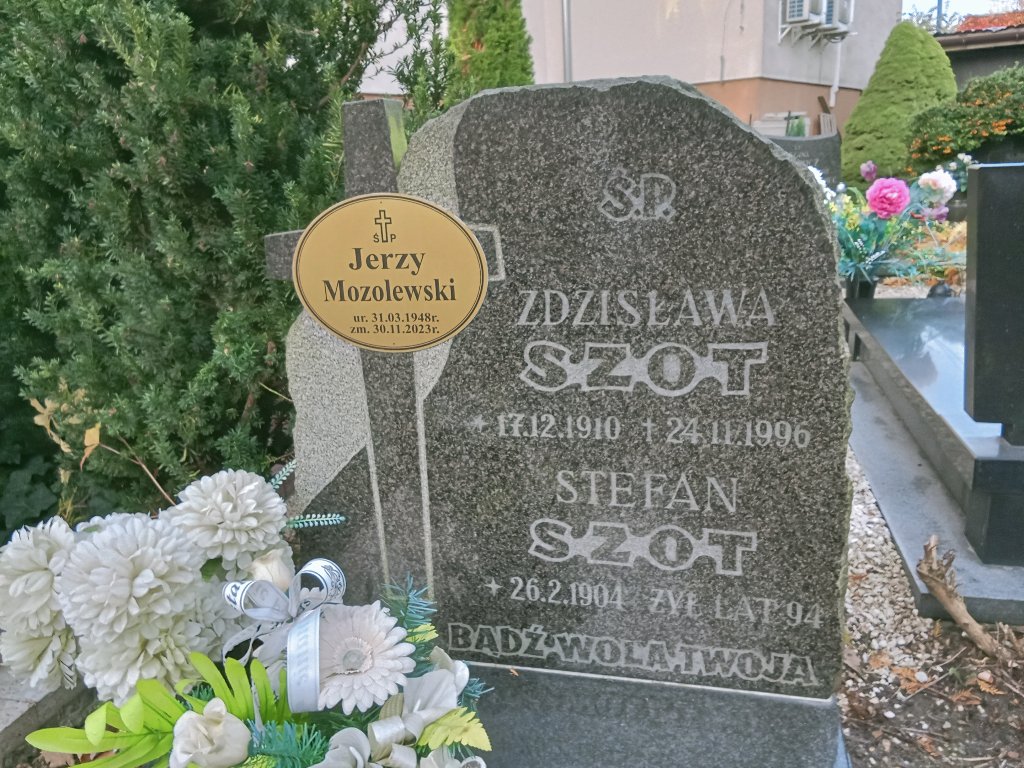 Ś P
Jerzy
Mozolewski
ur. 31.03.1948r.
zm. 30.11.2023r.
Ś.P.
ZDZISŁAWA
SZOT
+ 17.12.1910 † 24.11.1996
STEFAN
SZOT
+ 26.2.1904 ŻYŁ LAT 94
BĄDŹ WOLA TWOJA